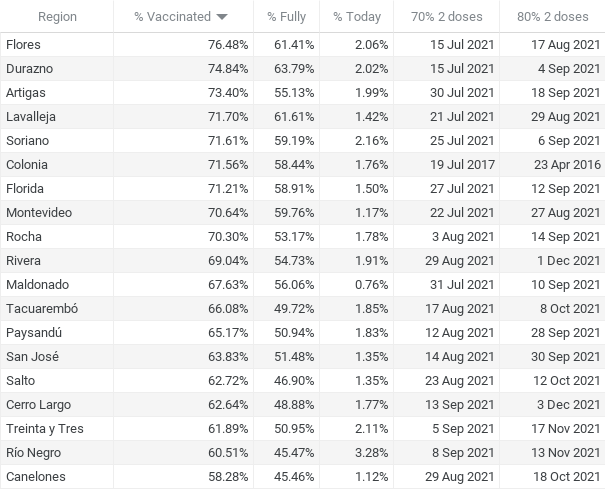 Region % Vaccinated % Fully % Today 70% 2 doses 80% 2 doses
Flores 76.48% 61.41% 2.06% 15 Jul 2021 17 Aug 2021
Durazno 74.84% 63.79% 2.02% 15 Jul 2021 4 Sep 2021
Artigas 73.40% 55.13% 1.99% 30 Jul 2021 18 Sep 2021
Lavalleja 71.70% 61.61% 1.42% 21 Jul 2021 29 Aug 2021
Soriano 71.61% 59.19% 2.16% 25 Jul 2021 6 Sep 2021
Colonia 71.56% 58.44% 1.76% 19 Jul 2017 23 Apr 2016
Florida 71.21% 58.91% 1.50% 27 Jul 2021 12 Sep 2021
Montevideo 70.64% 59.76% 1.17% 22 Jul 2021 27 Aug 2021
Rocha 70.30% 53.17% 1.78% 3 Aug 2021 14 Sep 2021
Rivera 69.04% 54.73% 1.91% 29 Aug 2021 1 Dec 2021
Maldonado 67.63% 56.06% 0.76% 31 Jul 2021 10 Sep 2021
Tacuarembó 66.08% 49.72% 1.85% 17 Aug 2021 8 Oct 2021
Paysandú 65.17% 50.94% 1.83% 12 Aug 2021 28 Sep 2021
San José 63.83% 51.48% 1.35% 14 Aug 2021 30 Sep 2021
Salto 62.72% 46.90% 1.35% 23 Aug 2021 12 Oct 2021
Cerro Largo 62.64% 48.88% 1.77% 13 Sep 2021 3 Dec 2021
Treinta y Tres 61.89% 50.95% 2.11% 5 Sep 2021 17 Nov 2021
Río Negro 60.51% 45.47% 3.28% 8 Sep 2021 13 Nov 2021
Canelones 58.28% 45.46% 1.12% 29 Aug 2021 18 Oct 2021